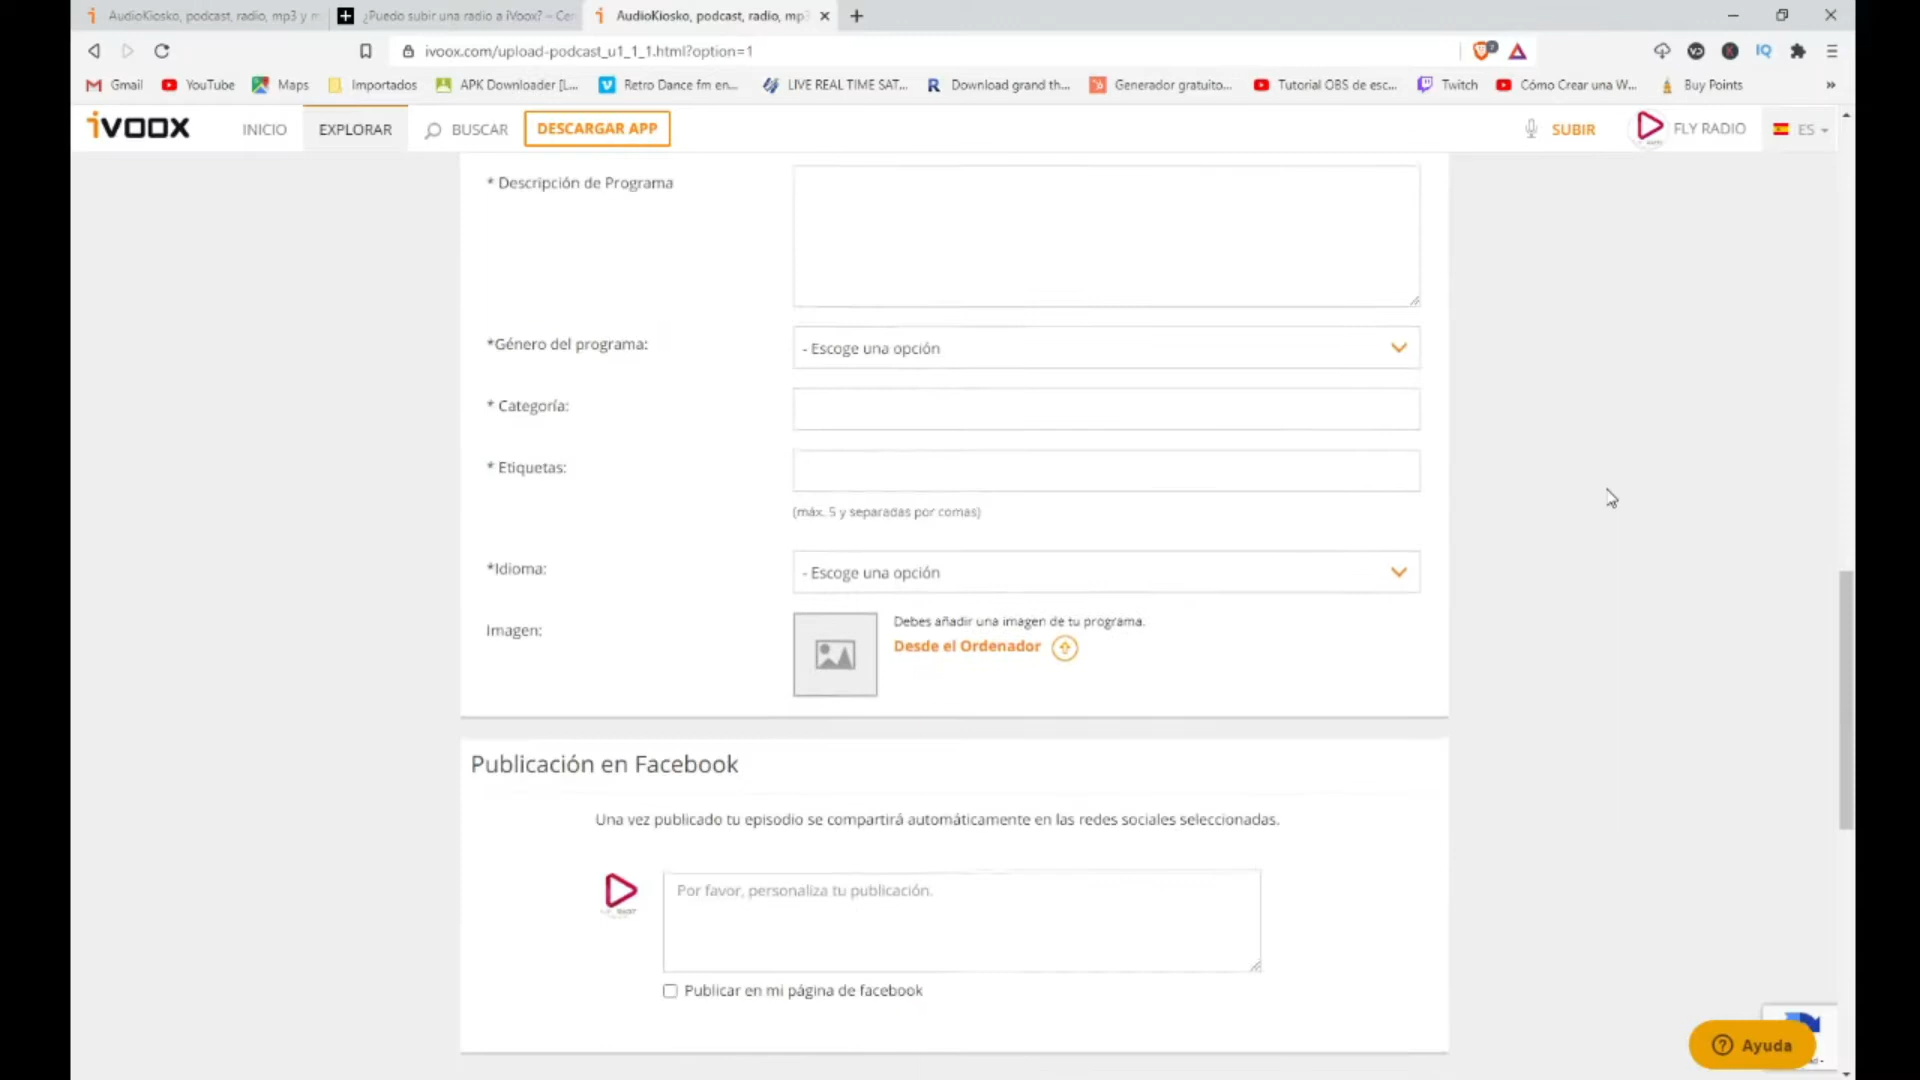 AudioKiosko, podcast, radio, mp3 y m
¿Puedo subir una radio a iVoox? – Cen
AudioKiosko, podcast, radio, mp3
ivoox.com/upload-podcast_u1_1_1.html?option=1
Gmail
YouTube
Maps
Importados
APK Downloader [L...
Retro Dance fm en...
LIVE REAL TIME SAT...
Download grand th...
Generador gratuito...
Tutorial OBS de esc...
Twitch
Cómo Crear una W...
Buy Points
»
iVOOX
INICIO
EXPLORAR
BUSCAR
DESCARGAR APP
SUBIR
FLY RADIO
ES
* Descripción de Programa
*Género del programa:
- Escoge una opción
* Categoría:
* Etiquetas:
(máx. 5 y separadas por comas)
*Idioma:
- Escoge una opción
Imagen:
Debes añadir una imagen de tu programa.
Desde el Ordenador
Publicación en Facebook
Una vez publicado tu episodio se compartirá automáticamente en las redes sociales seleccionadas.
Por favor, personaliza tu publicación.
Publicar en mi página de facebook
Ayuda